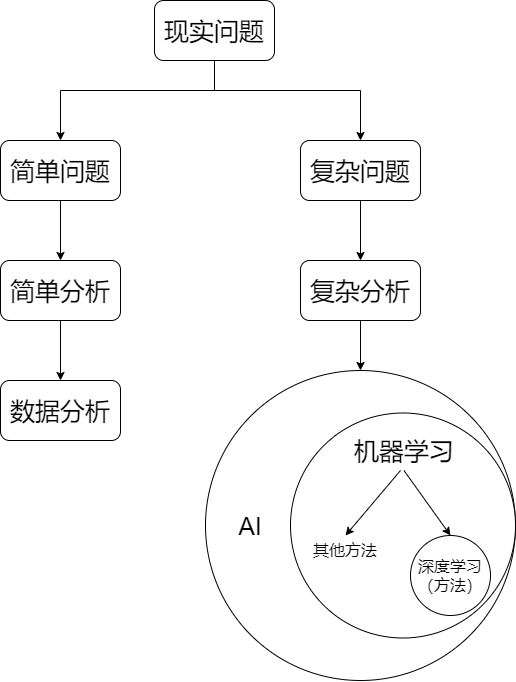 现实问题
简单问题
复杂问题
简单分析
复杂分析
数据分析
机器学习
AI
其他方法
深度学习
（方法）